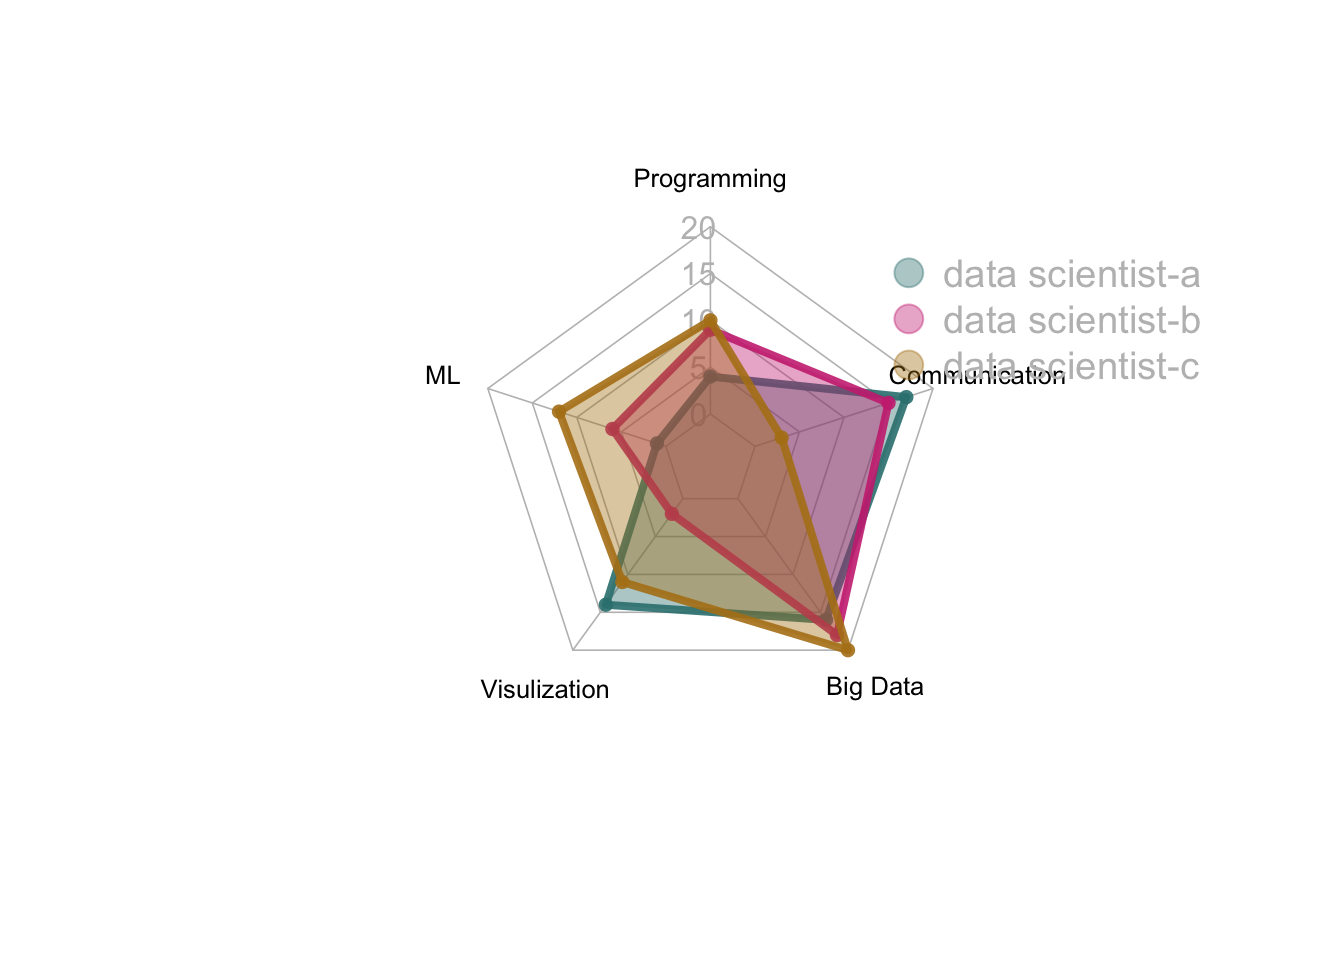 Programming
20
15
10
5
0
data scientist-a
data scientist-b
data scientist-c
Communication
ML
Visulization
Big Data